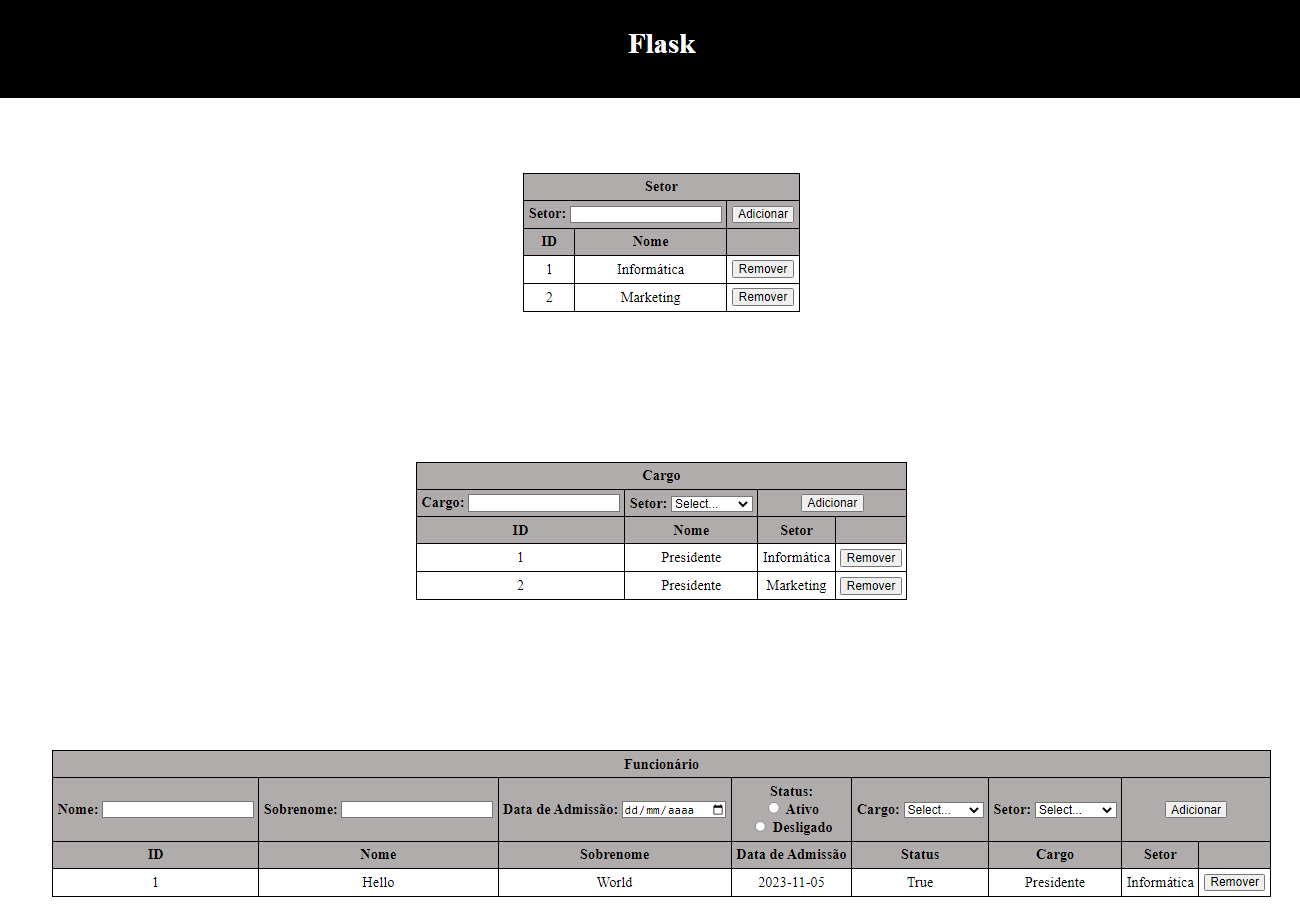 Flask
Setor
Setor: Adicionar
ID Nome
1 Informática Remover
2 Marketing Remover
Cargo
Cargo: Setor: Select... Adicionar
ID Nome Setor
1 Presidente Informática Remover
2 Presidente Marketing Remover
Funcionário
Nome: Sobrenome: Data de Admissão: dd/mm/aaaa Status: Ativo Desligado Cargo: Select... Setor: Select... Adicionar
ID Nome Sobrenome Data de Admissão Status Cargo Setor
1 Hello World 2023-11-05 True Presidente Informática Remover